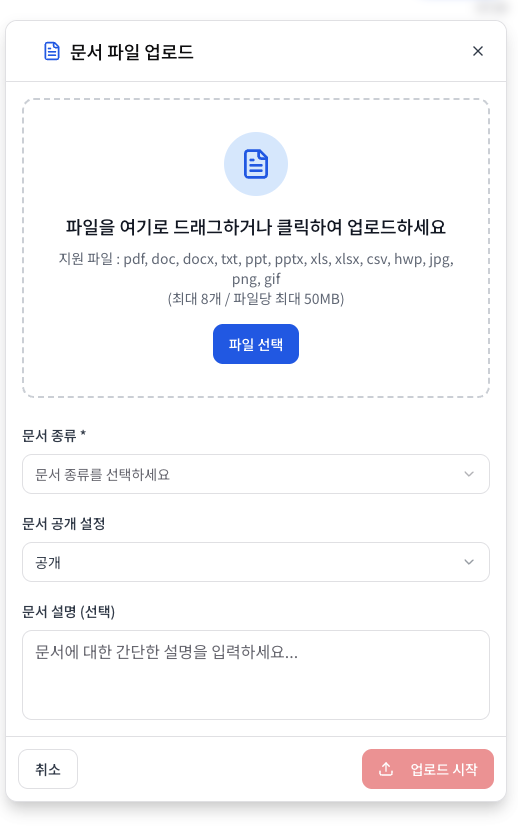 문서 파일 업로드
파일을 여기로 드래그하거나 클릭하여 업로드하세요
지원 파일 : pdf, doc, docx, txt, ppt, pptx, xls, xlsx, csv, hwp, jpg,
png, gif
(최대 8개 / 파일당 최대 50MB)
파일 선택
문서 종류 *
문서 종류를 선택하세요
문서 공개 설정
공개
문서 설명 (선택)
문서에 대한 간단한 설명을 입력하세요...
취소
업로드 시작